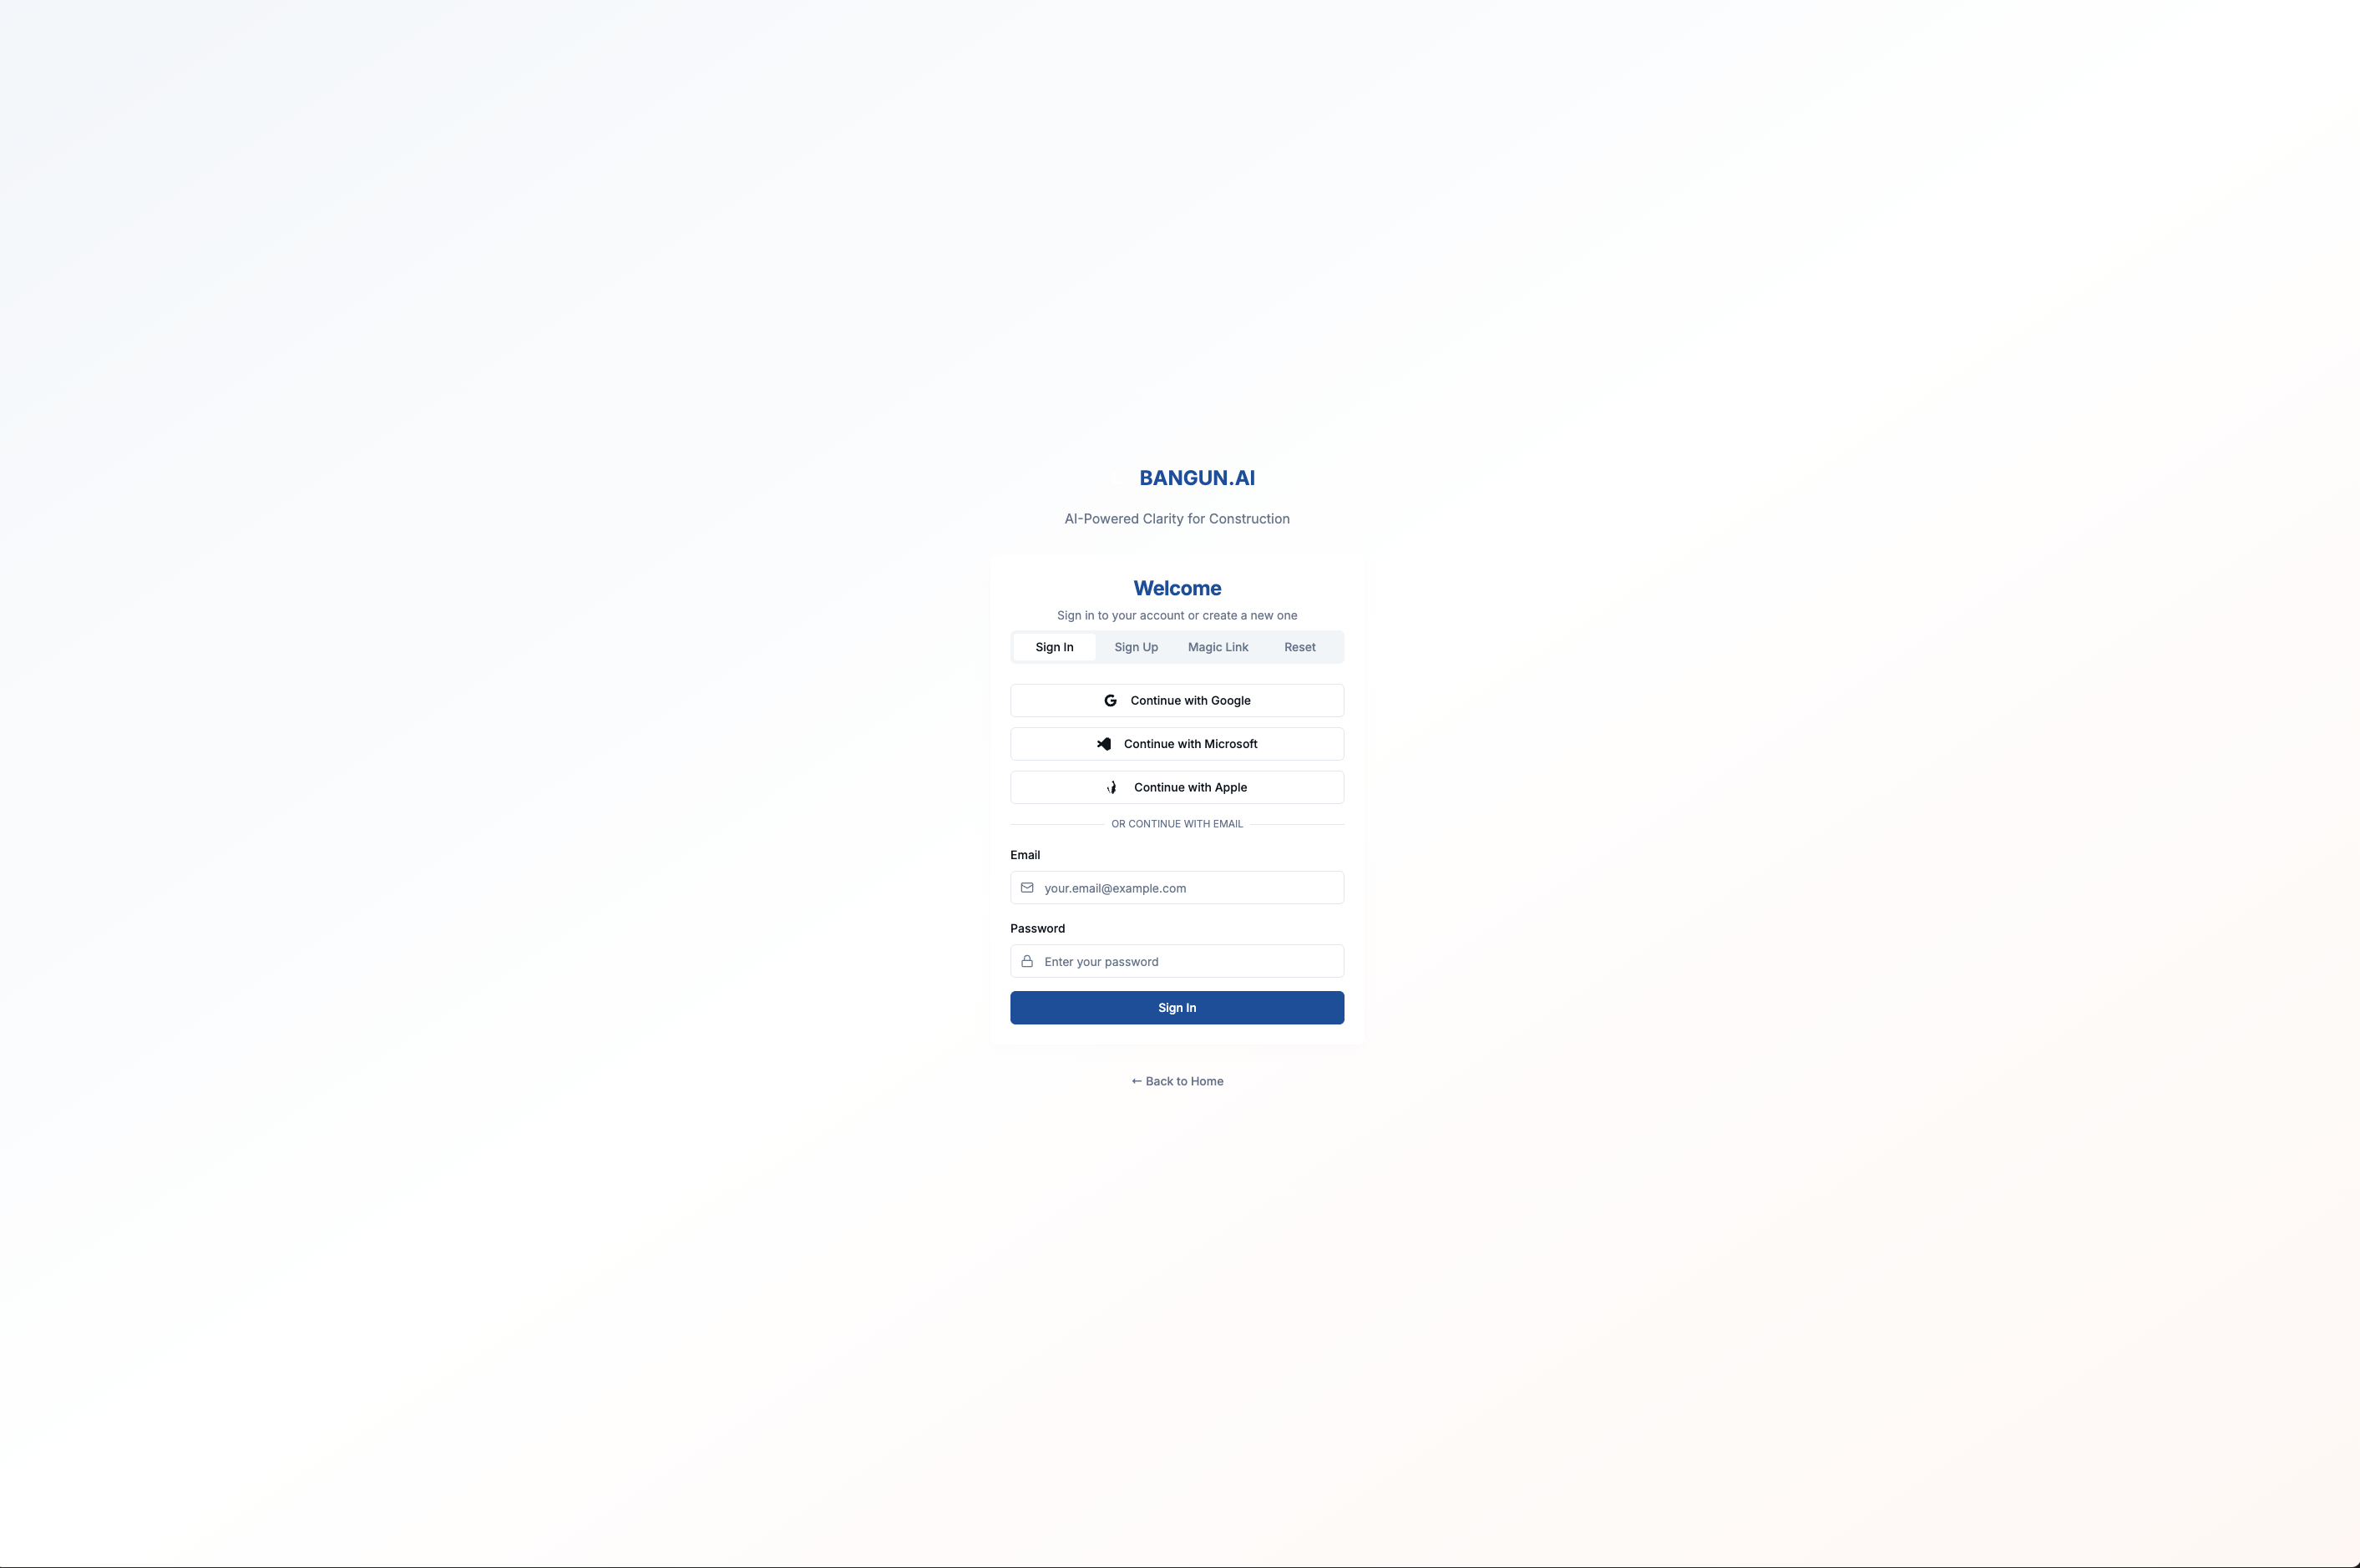 BANGUN.AI
AI-Powered Clarity for Construction
Welcome
Sign in to your account or create a new one
Sign In Sign Up Magic Link Reset
Continue with Google
Continue with Microsoft
Continue with Apple
OR CONTINUE WITH EMAIL
Email
your.email@example.com
Password
Enter your password
Sign In
← Back to Home